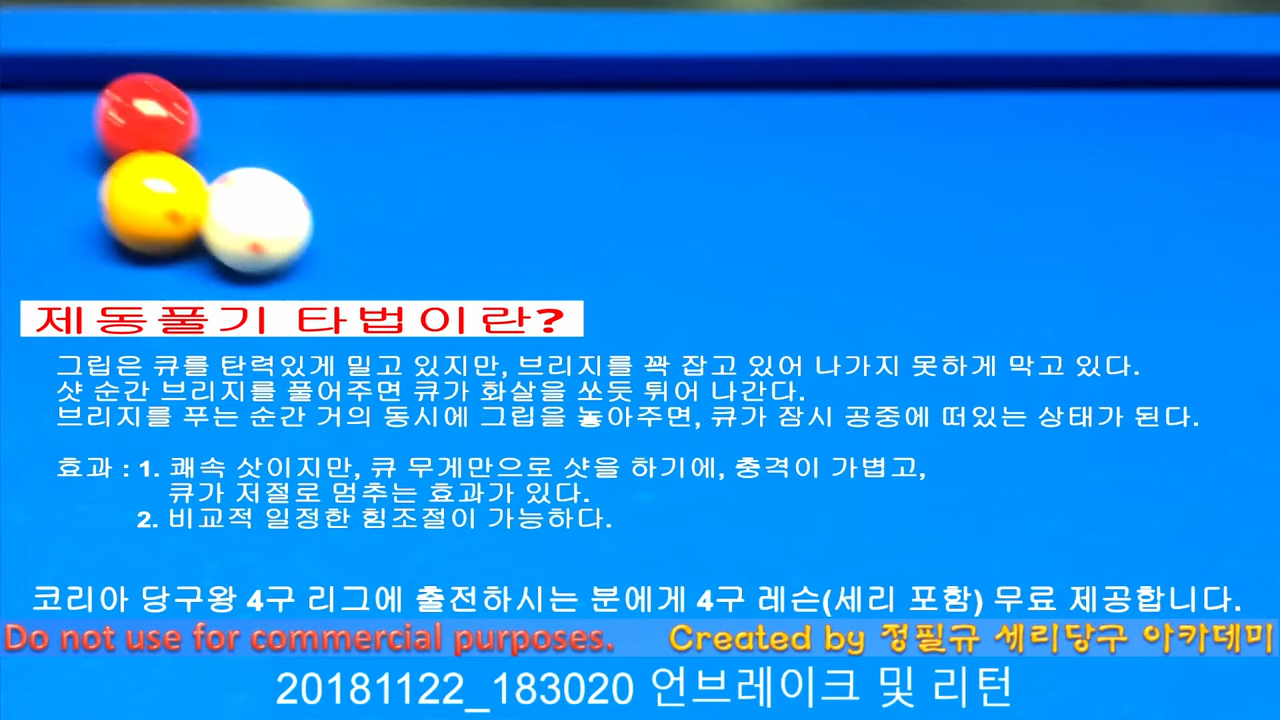 제동풀기 타법이란?
그립은 큐를 탄력있게 밀고 있지만, 브리지를 꽉 잡고 있어 나가지 못하게 막고 있다.
샷 순간 브리지를 풀어주면 큐가 화살을 쏘듯 튀어 나간다.
브리지를 푸는 순간 거의 동시에 그립을 놓아주면, 큐가 잠시 공중에 떠있는 상태가 된다.
효과 : 1. 쾌속 삿이지만, 큐 무게만으로 샷을 하기에, 충격이 가볍고,
큐가 저절로 멈추는 효과가 있다.
2. 비교적 일정한 힘조절이 가능하다.
코리아 당구왕 4구 리그에 출전하시는 분에게 4구 레슨(세리 포함) 무료 제공합니다.
Do not use for commercial purposes. Created by 정필규 세리당구 아카데미
20181122_183020 언브레이크 및 리턴